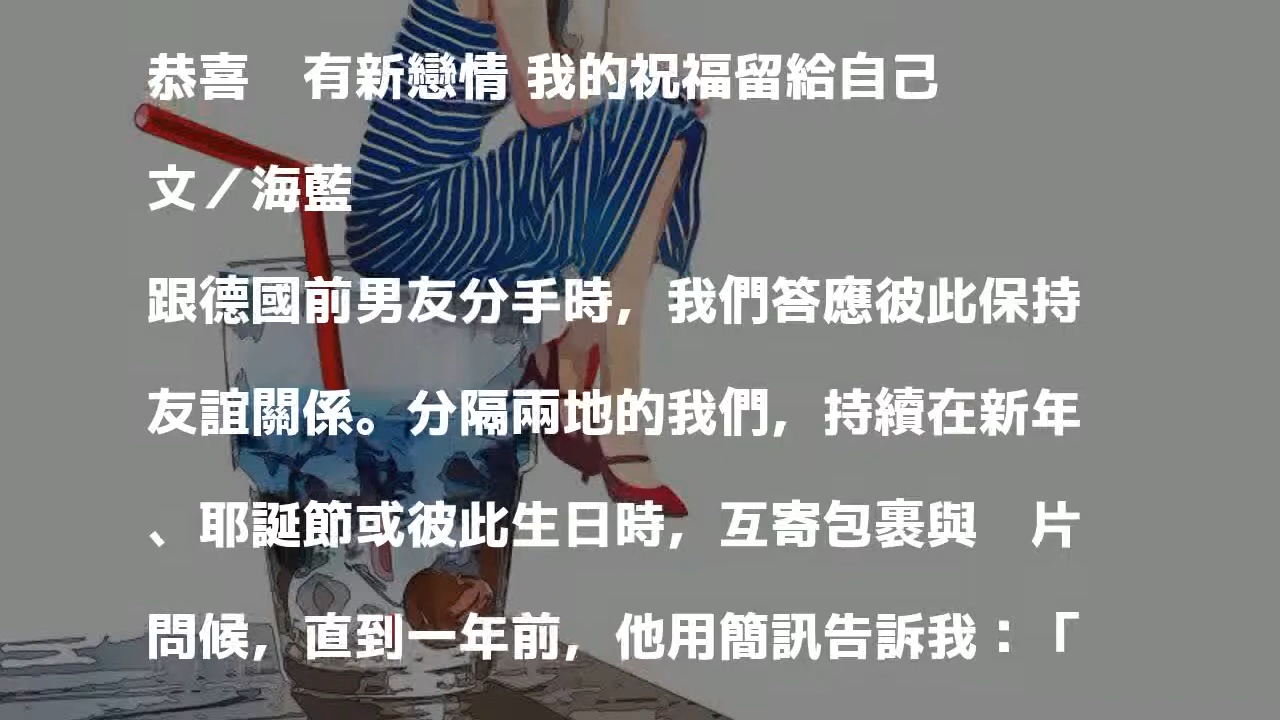 恭喜　有新戀情 我的祝福留給自己
文／海藍
跟德國前男友分手時，我們答應彼此保持
友誼關係。分隔兩地的我們，持續在新年
、耶誕節或彼此生日時，互寄包裹與　片
問候，直到一年前，他用簡訊告訴我：「